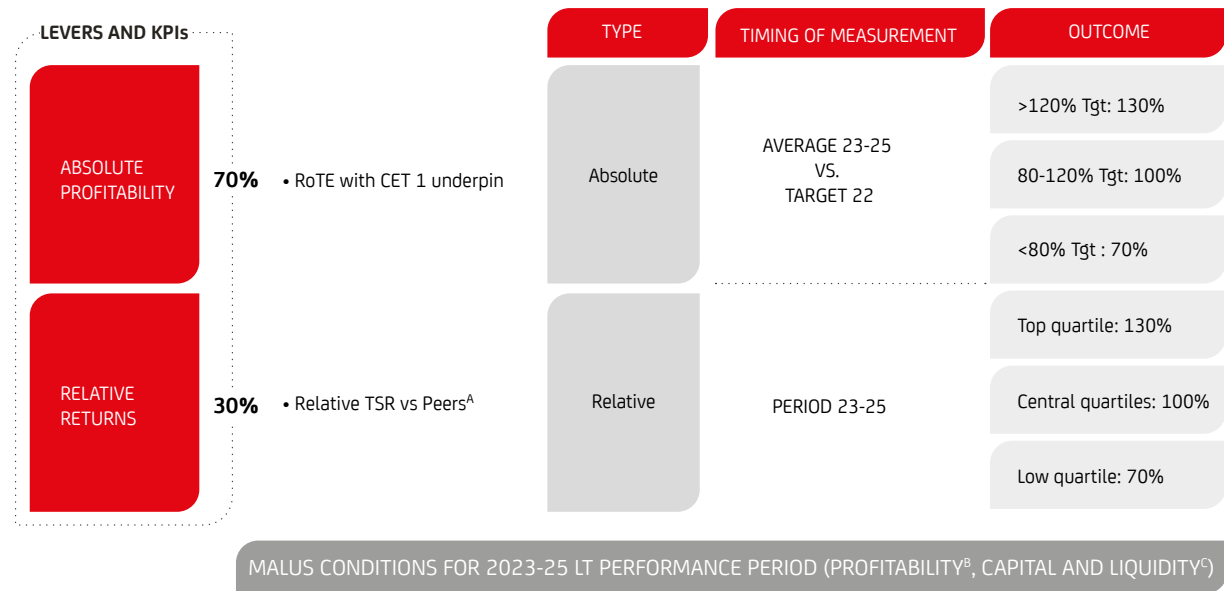 LEVERS AND KPIs
TYPE
TIMING OF MEASUREMENT
OUTCOME
ABSOLUTE
PROFITABILITY
70%
• RoTE with CET 1 underpin
Absolute
AVERAGE 23-25
VS.
TARGET 22
>120% Tgt: 130%
80-120% Tgt: 100%
<80% Tgt : 70%
RELATIVE
RETURNS
30%
• Relative TSR vs Peersᴬ
Relative
PERIOD 23-25
Top quartile: 130%
Central quartiles: 100%
Low quartile: 70%
MALUS CONDITIONS FOR 2023-25 LT PERFORMANCE PERIOD (PROFITABILITYᴮ, CAPITAL AND LIQUIDITYᶜ)